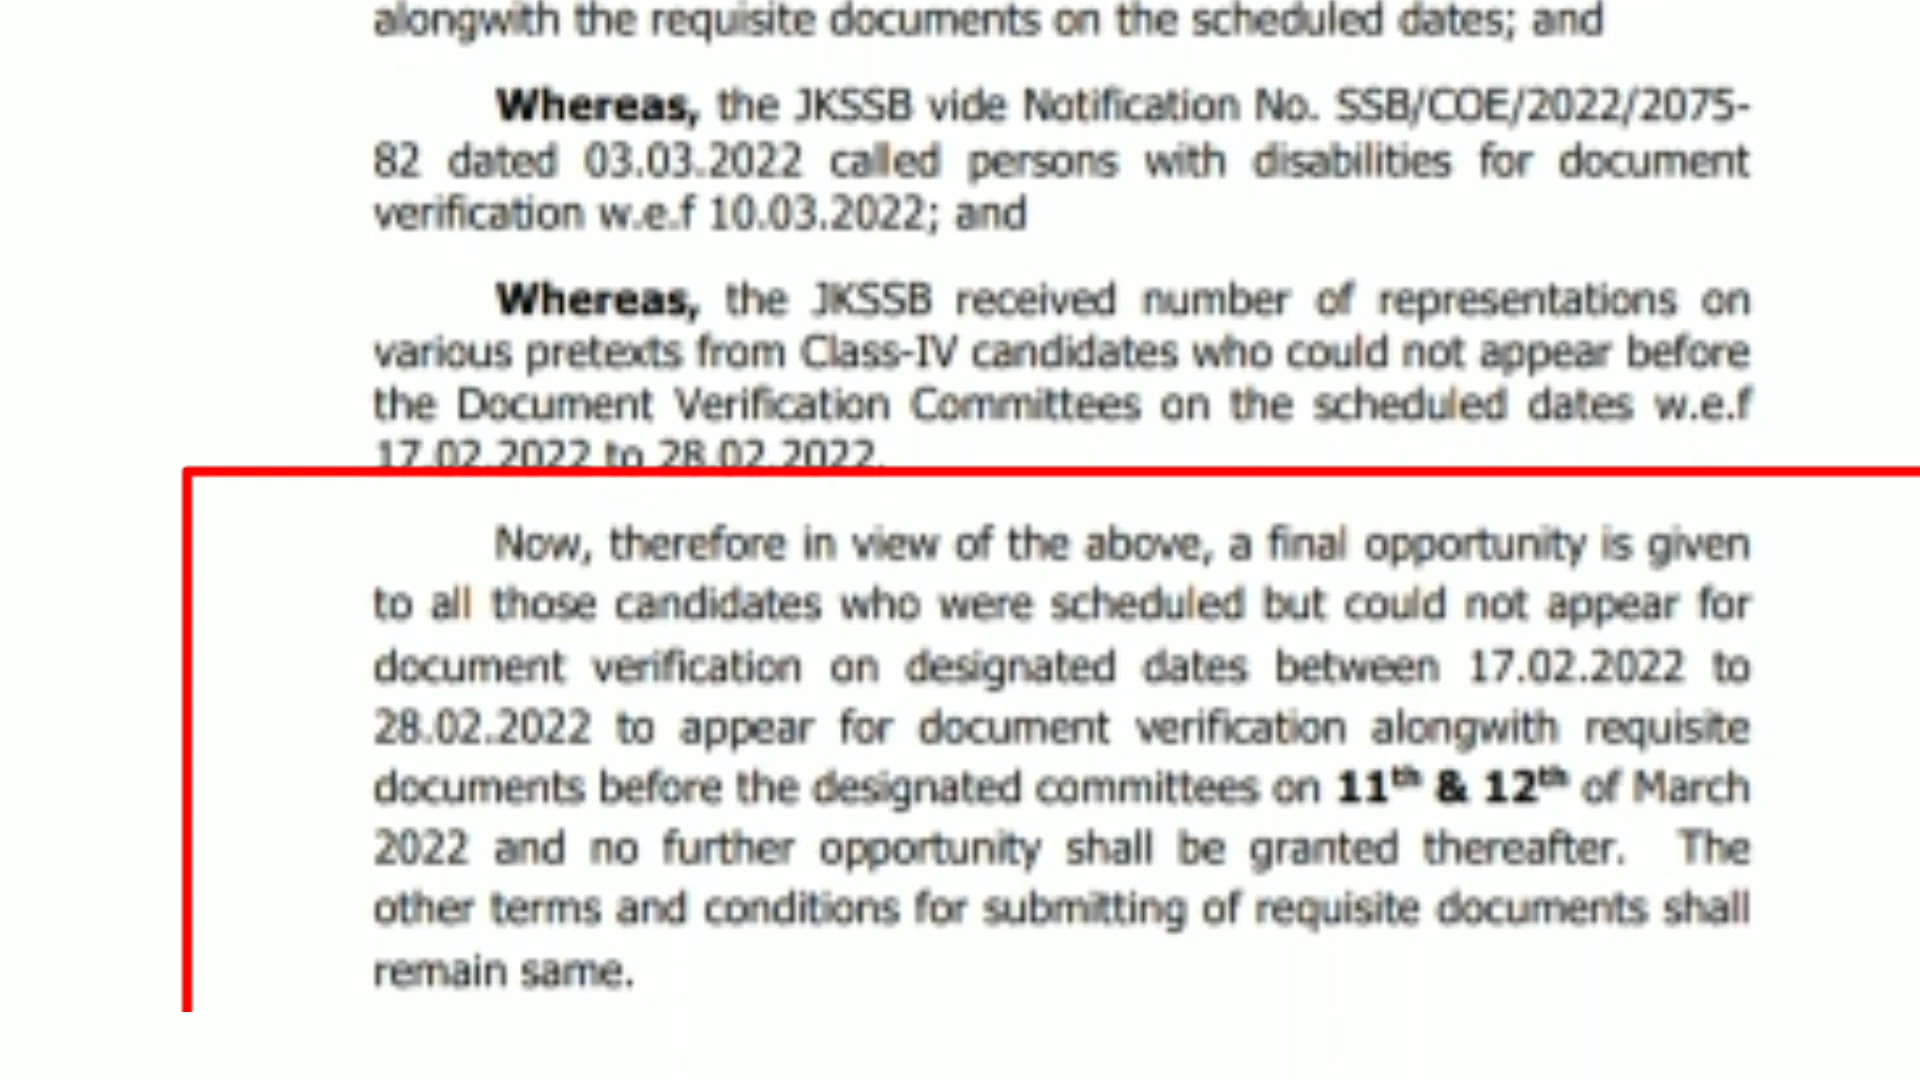 alongwith the requisite documents on the scheduled dates; and
Whereas, the JKSSB vide Notification No. SSB/COE/2022/2075-
82 dated 03.03.2022 called persons with disabilities for document
verification w.e.f 10.03.2022; and
Whereas, the JKSSB received number of representations on
various pretexts from Class-IV candidates who could not appear before
the Document Verification Committees on the scheduled dates w.e.f
17.02.2022 to 28.02.2022.
Now, therefore in view of the above, a final opportunity is given
to all those candidates who were scheduled but could not appear for
document verification on designated dates between 17.02.2022 to
28.02.2022 to appear for document verification alongwith requisite
documents before the designated committees on 11th & 12th of March
2022 and no further opportunity shall be granted thereafter. The
other terms and conditions for submitting of requisite documents shall
remain same.